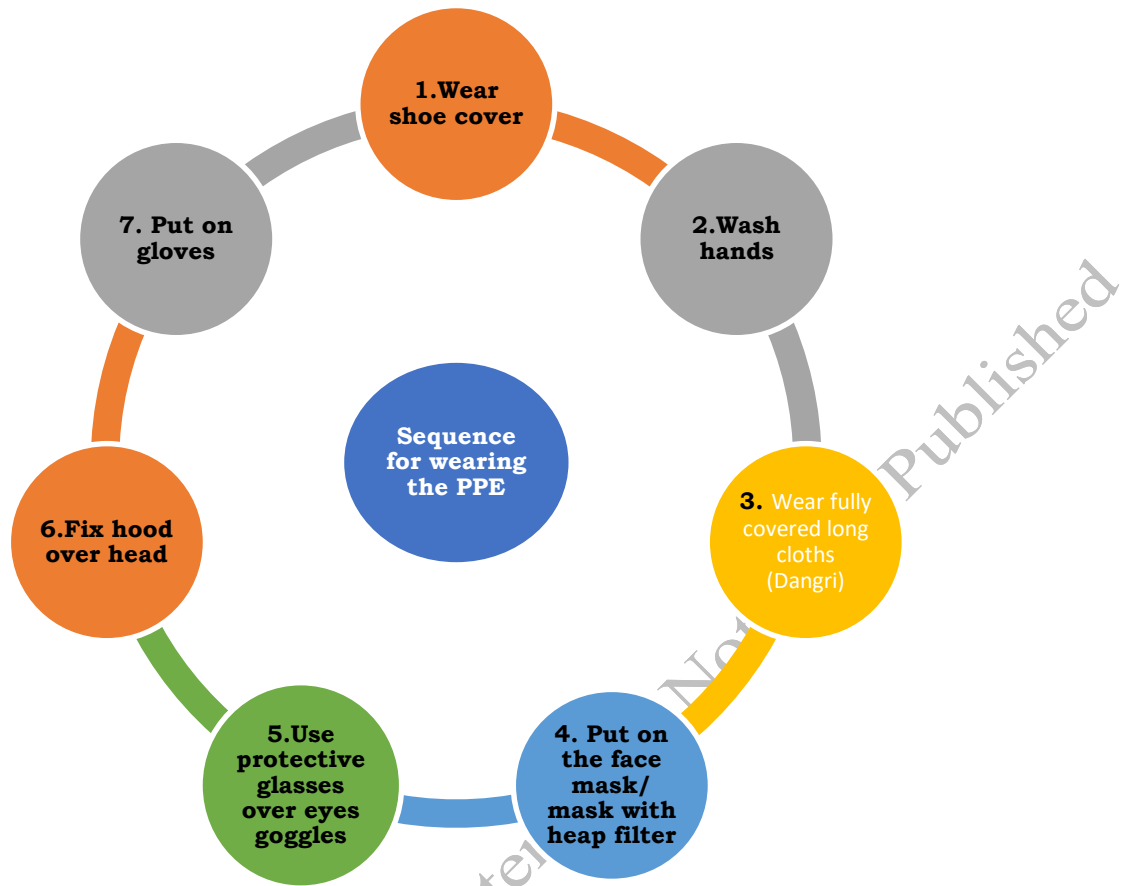 1.Wear
shoe cover
2.Wash
hands
3. Wear fully
covered long
cloths
(Dangri)
4. Put on
the face
mask/
mask with
heap filter
5.Use
protective
glasses
over eyes
goggles
6.Fix hood
over head
7. Put on
gloves
Sequence
for wearing
the PPE
Published